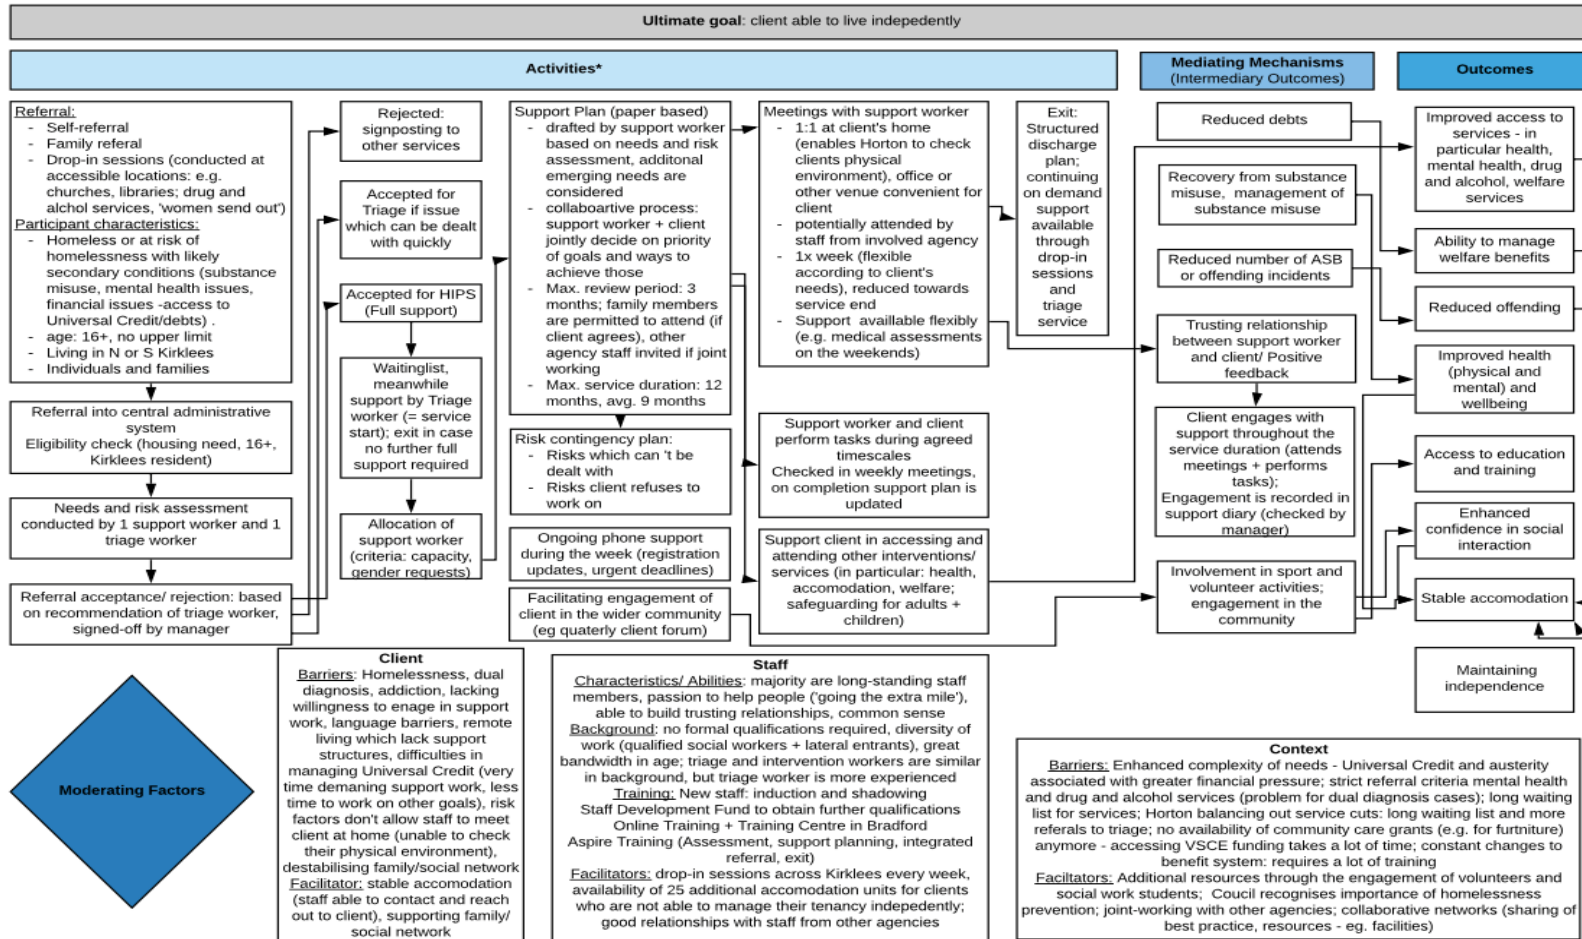 Ultimate goal: client able to live indepedently
Activities*
Mediating Mechanisms
(Intermediary Outcomes)
Outcomes
Referral:
- Self-referral
- Family referal
- Drop-in sessions (conducted at
accessible locations: e.g.
churches, libraries; drug and
alchol services, 'women send out')
Participant characteristics:
- Homeless or at risk of
homelessness with likely
secondary conditions (substance
misuse, mental health issues,
financial issues -access to
Universal Credit/debts) .
- age: 16+, no upper limit
- Living in N or S Kirklees
- Individuals and families
Referral into central administrative
system
Eligibility check (housing need, 16+,
Kirklees resident)
Needs and risk assessment
conducted by 1 support worker and 1
triage worker
Referral acceptance/ rejection: based
on recommendation of triage worker,
signed-off by manager
Rejected:
signposting to
other services
Accepted for
Triage if issue
which can be dealt
with quickly
Accepted for HIPS
(Full support)
Waitinglist,
meanwhile
support by Triage
worker (= service
start); exit in case
no further full
support required
Allocation of
support worker
(criteria: capacity,
gender requests)
Support Plan (paper based)
- drafted by support worker
based on needs and risk
assessment, additonal
emerging needs are
considered
- collaboartive process:
support worker + client
jointly decide on priority
of goals and ways to
achieve those
- Max. review period: 3
months; family members
are permitted to attend (if
client agrees), other
agency staff invited if joint
working
- Max. service duration: 12
months, avg. 9 months
Risk contingency plan:
- Risks which can 't be
dealt with
- Risks client refuses to
work on
Ongoing phone support
during the week (registration
updates, urgent deadlines)
Facilitating engagement of
client in the wider community
(eg quaterly client forum)
Meetings with support worker
- 1:1 at client's home
(enables Horton to check
clients physical
environment), office or
other venue convenient for
client
- potentially attended by
staff from involved agency
- 1x week (flexible
according to client's
needs), reduced towards
service end
- Support availlable flexibly
(e.g. medical assessments
on the weekends)
Support worker and client
perform tasks during agreed
timescales
Checked in weekly meetings,
on completion support plan is
updated
Support client in accessing and
attending other interventions/
services (in particular: health,
accomodation, welfare;
safeguarding for adults +
children)
Exit:
Structured
discharge
plan;
continuing
on demand
support
available
through
drop-in
sessions
and
triage
service
Reduced debts
Recovery from substance
misuse, management of
substance misuse
Reduced number of ASB
or offending incidents
Trusting relationship
between support worker
and client/ Positive
feedback
Client engages with
support throughout the
service duration (attends
meetings + performs
tasks);
Engagement is recorded in
support diary (checked by
manager)
Involvement in sport and
volunteer activities;
engagement in the
community
Improved access to
services - in
particular health,
mental health, drug
and alcohol, welfare
services
Ability to manage
welfare benefits
Reduced offending
Improved health
(physical and
mental) and
wellbeing
Access to education
and training
Enhanced
confidence in social
interaction
Stable accomodation
Maintaining
independence
Moderating Factors
Client
Barriers: Homelessness, dual
diagnosis, addiction, lacking
willingness to enage in support
work, language barriers, remote
living which lack support
structures, difficulties in
managing Universal Credit (very
time demaning support work, less
time to work on other goals), risk
factors don't allow staff to meet
client at home (unable to check
their physical environment),
destabilising family/social network
Facilitator: stable accomodation
(staff able to contact and reach
out to client), supporting family/
social network
Staff
Characteristics/ Abilities: majority are long-standing staff
members, passion to help people ('going the extra mile'),
able to build trusting relationships, common sense
Background: no formal qualifications required, diversity of
work (qualified social workers + lateral entrants), great
bandwidth in age; triage and intervention workers are similar
in background, but triage worker is more experienced
Training: New staff: induction and shadowing
Staff Development Fund to obtain further qualifications
Online Training + Training Centre in Bradford
Aspire Training (Assessment, support planning, integrated
referral, exit)
Facilitators: drop-in sessions across Kirklees every week,
availability of 25 additional accomodation units for clients
who are not able to manage their tenancy indepedently;
good relationships with staff from other agencies
Context
Barriers: Enhanced complexity of needs - Universal Credit and austerity
associated with greater financial pressure; strict referral criteria mental health
and drug and alcohol services (problem for dual diagnosis cases); long waiting
list for services; Horton balancing out service cuts: long waiting list and more
referrals to triage; no availability of community care grants (e.g. for furtniture)
anymore - accessing VSCE funding takes a lot of time; constant changes to
benefit system: requires a lot of training
Faciltators: Additional resources through the engagement of volunteers and
social work students; Coucil recognises importance of homelessness
prevention; joint-working with other agencies; collaborative networks (sharing of
best practice, resources - eg. facilities)